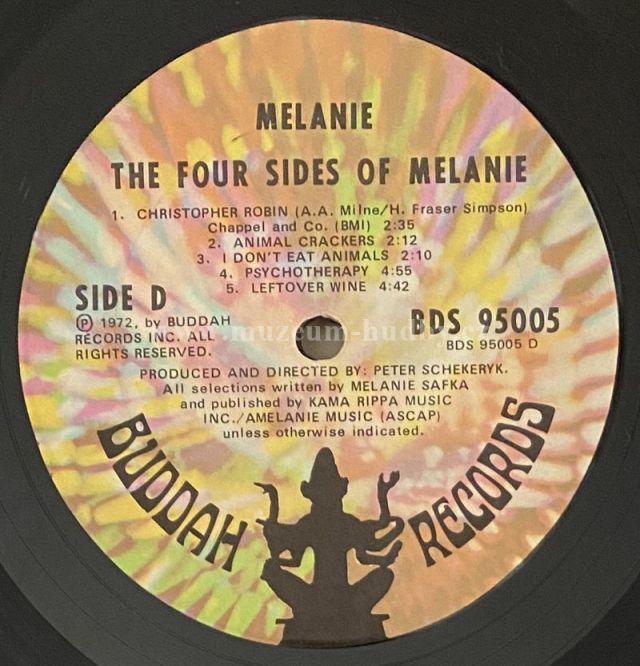 MELANIE
THE FOUR SIDES OF MELANIE
1. CHRISTOPHER ROBIN (A.A. Milne/H. Fraser Simpson)
Chappel and Co. (BMI) 2:35
2. ANIMAL CRACKERS 2:12
3. I DON'T EAT ANIMALS 2:10
4. PSYCHOTHERAPY 4:55
5. LEFTOVER WINE 4:42
SIDE D
℗ 1972, by BUDDAH
RECORDS INC. ALL
RIGHTS RESERVED.
BDS 95005
BDS 95005 D
PRODUCED AND DIRECTED BY: PETER SCHEKERYK.
All selections written by MELANIE SAFKA
and published by KAMA RIPPA MUSIC
INC./AMELANIE MUSIC (ASCAP)
unless otherwise indicated.
BUDDAH RECORDS